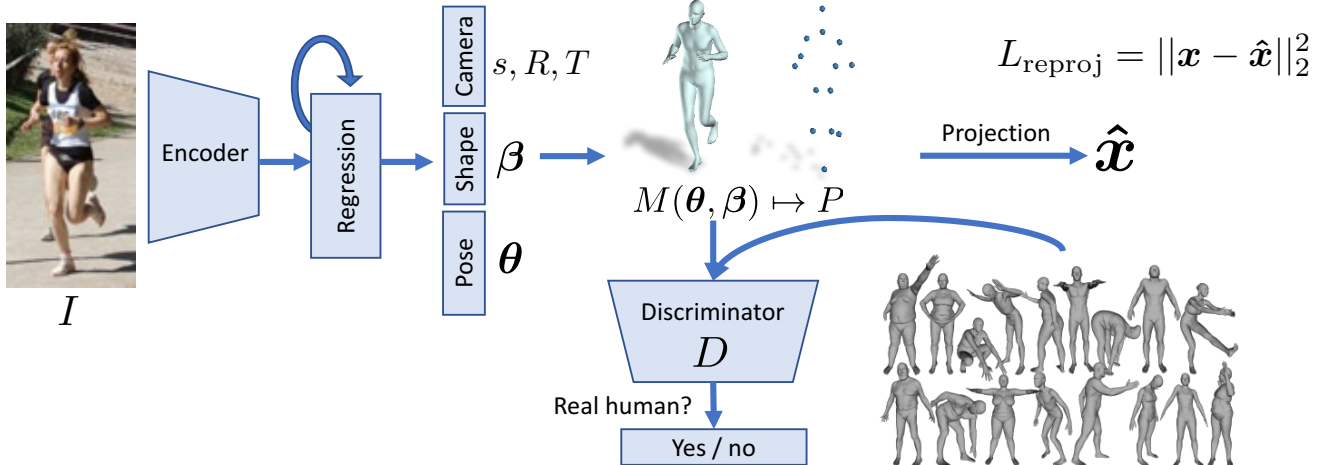 I
Encoder
Regression
Camera
s, R, T
Shape
β
Pose
θ
M(θ, β) ↦ P
L_reproj = ||x − x̂||₂²
Projection
x̂
Discriminator
D
Real human?
Yes / no